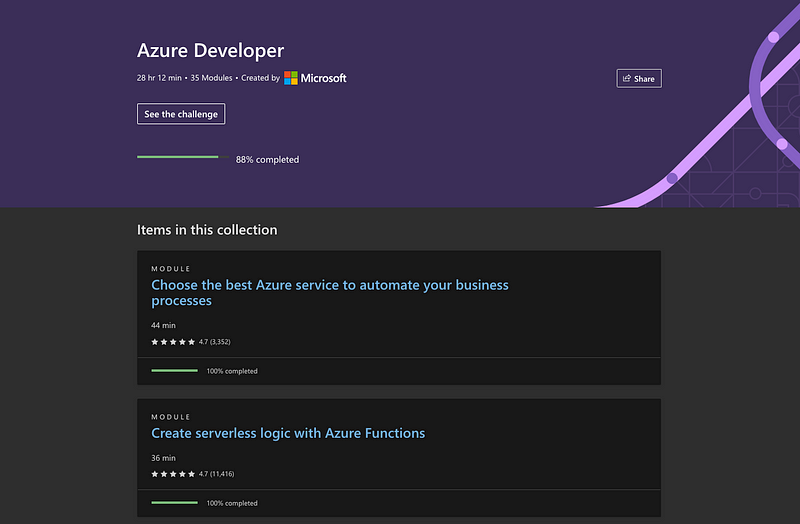 Azure Developer
28 hr 12 min • 35 Modules • Created by Microsoft
Share
See the challenge
88% completed
Items in this collection
MODULE
Choose the best Azure service to automate your business
processes
44 min
4.7 (3,352)
100% completed
MODULE
Create serverless logic with Azure Functions
36 min
4.7 (11,416)
100% completed